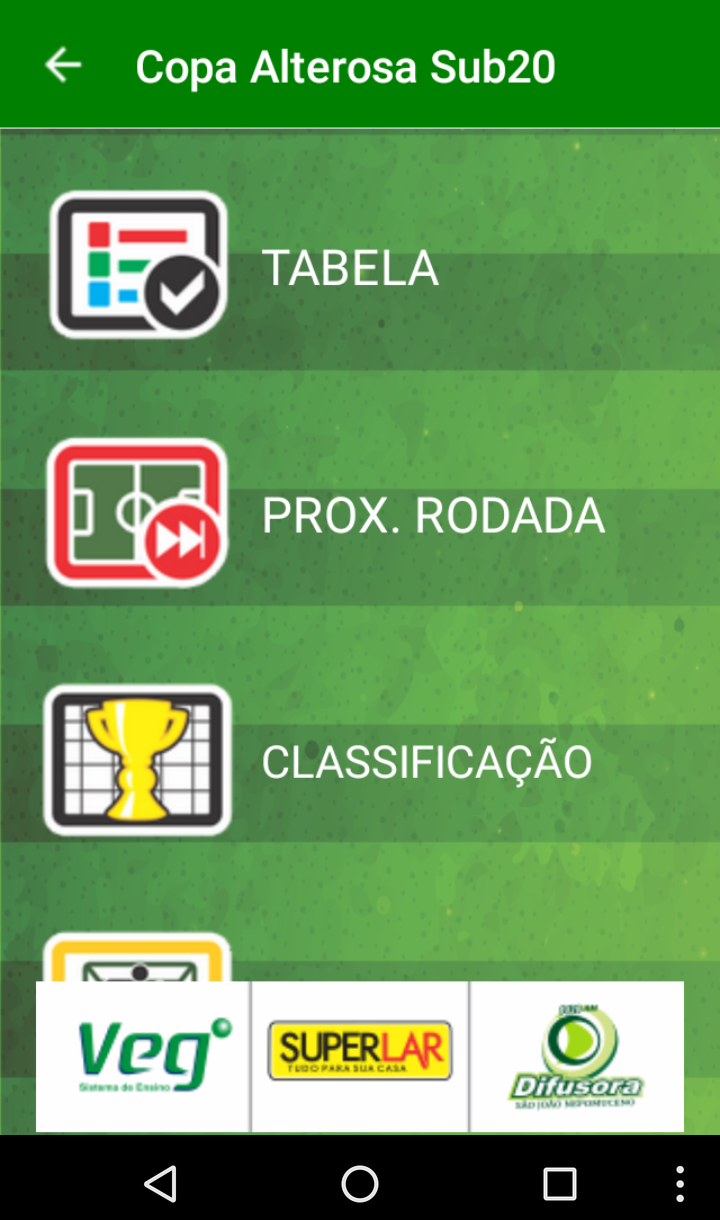 Copa Alterosa Sub20
TABELA
PROX. RODADA
CLASSIFICAÇÃO
Veg
Sistema de Ensino
SUPERLAR
TUDO PARA SUA CASA
Difusora
SÃO JOÃO NEPOMUCENO